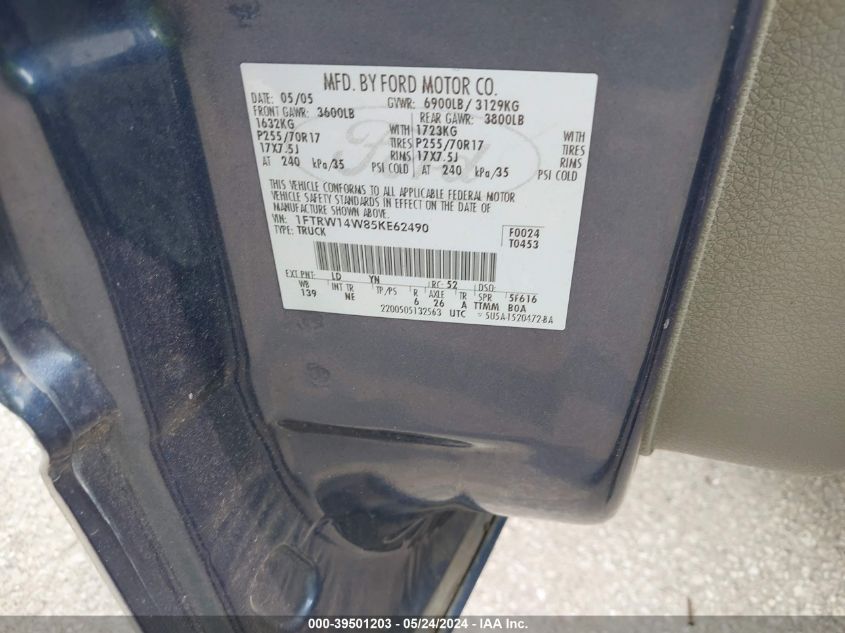 MFD. BY FORD MOTOR CO.
DATE: 05/05 GVWR: 6900LB/ 3129KG
FRONT GAWR: 3600LB REAR GAWR: 3800LB
1632KG WITH 1723KG WITH
P255/70R17 TIRES P255/70R17 TIRES
17X7.5J RIMS 17X7.5J RIMS
AT 240 kPa/35 PSI COLD AT 240 kPa/35 PSI COLD
THIS VEHICLE CONFORMS TO ALL APPLICABLE FEDERAL MOTOR
VEHICLE SAFETY STANDARDS IN EFFECT ON THE DATE OF
MANUFACTURE SHOWN ABOVE.
VIN: 1FTRW14W85KE62490 F0024
TYPE: TRUCK T0453
EXT PNT: LD YN RC: 52 DSO:
WB INT TR TP/PS R AXLE TR SPR 5F616
139 NE 6 26 A TTMM BOA
2200505132563 UTC 5U5A-1520472-BA
Ford
000-39501203 - 05/24/2024 - IAA Inc.